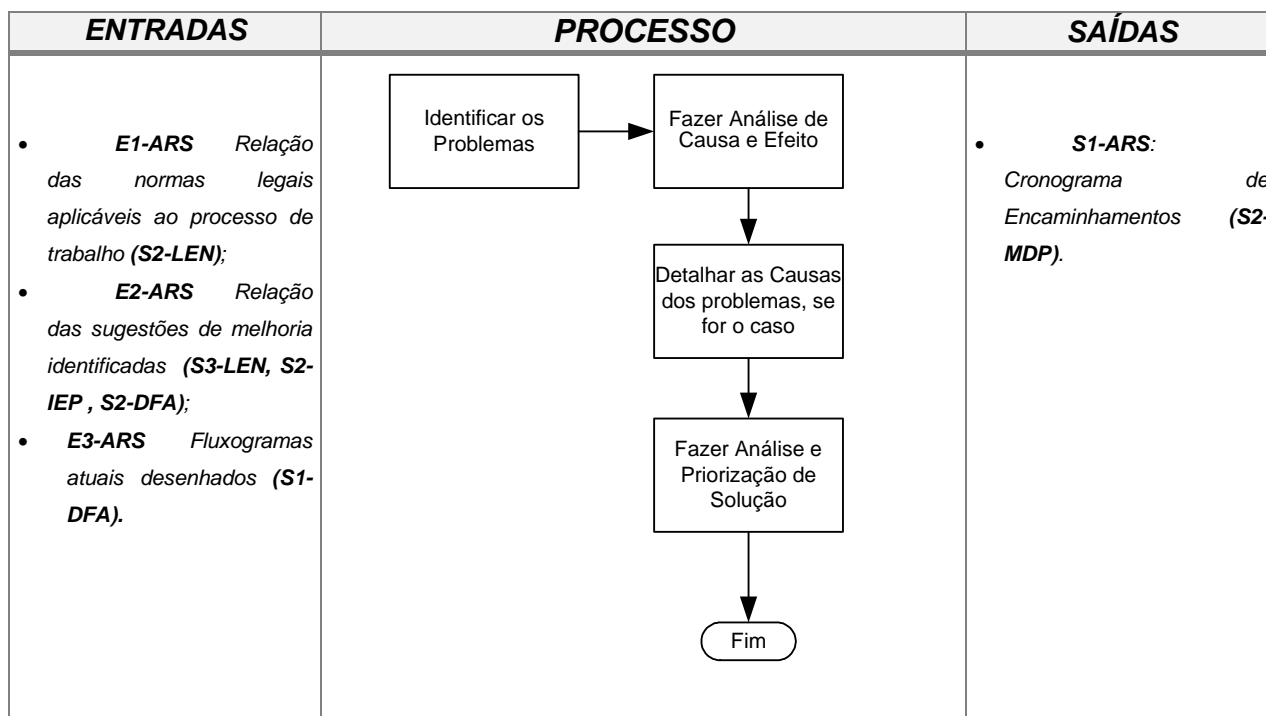 ENTRADAS
PROCESSO
SAÍDAS
• E1-ARS Relação
das normas legais
aplicáveis ao processo de
trabalho (S2-LEN);
• E2-ARS Relação
das sugestões de melhoria
identificadas (S3-LEN, S2-
IEP , S2-DFA);
• E3-ARS Fluxogramas
atuais desenhados (S1-
DFA).
Identificar os
Problemas
Fazer Análise de
Causa e Efeito
Detalhar as Causas
dos problemas, se
for o caso
Fazer Análise e
Priorização de
Solução
Fim
• S1-ARS:
Cronograma de
Encaminhamentos (S2-
MDP).